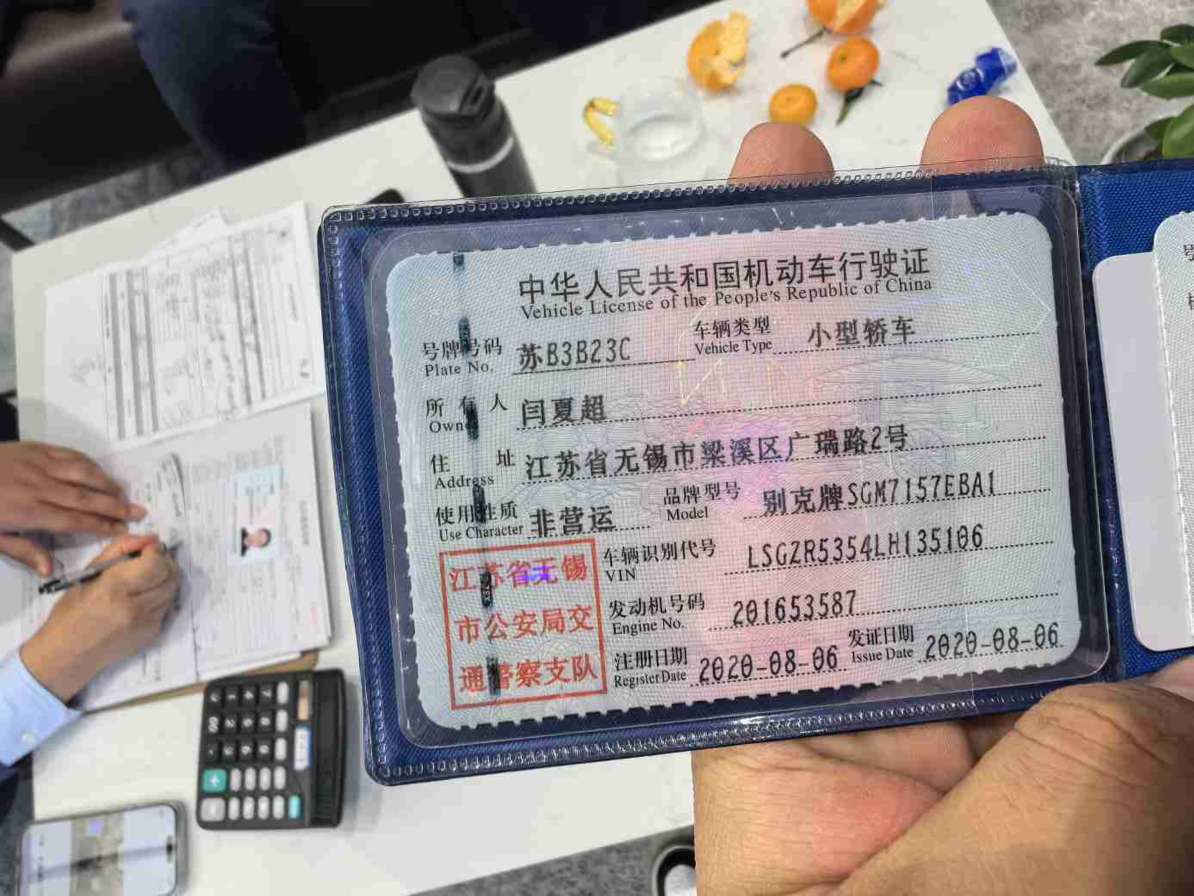 中华人民共和国机动车行驶证
Vehicle License of the People's Republic of China
号牌号码 苏B3B23C 车辆类型 小型轿车
Plate No. Vehicle Type
所有人 闫夏超
Owner
住址 江苏省无锡市梁溪区广瑞路2号
Address
使用性质 非营运 品牌型号 别克牌SGM7157EBA1
Use Character Model
江苏省无锡
市公安局交
通警察支队
车辆识别代号 LSGZR5354LH135106
VIN
发动机号码 201653587
Engine No.
注册日期 2020-08-06 发证日期 2020-08-06
Register Date Issue Date